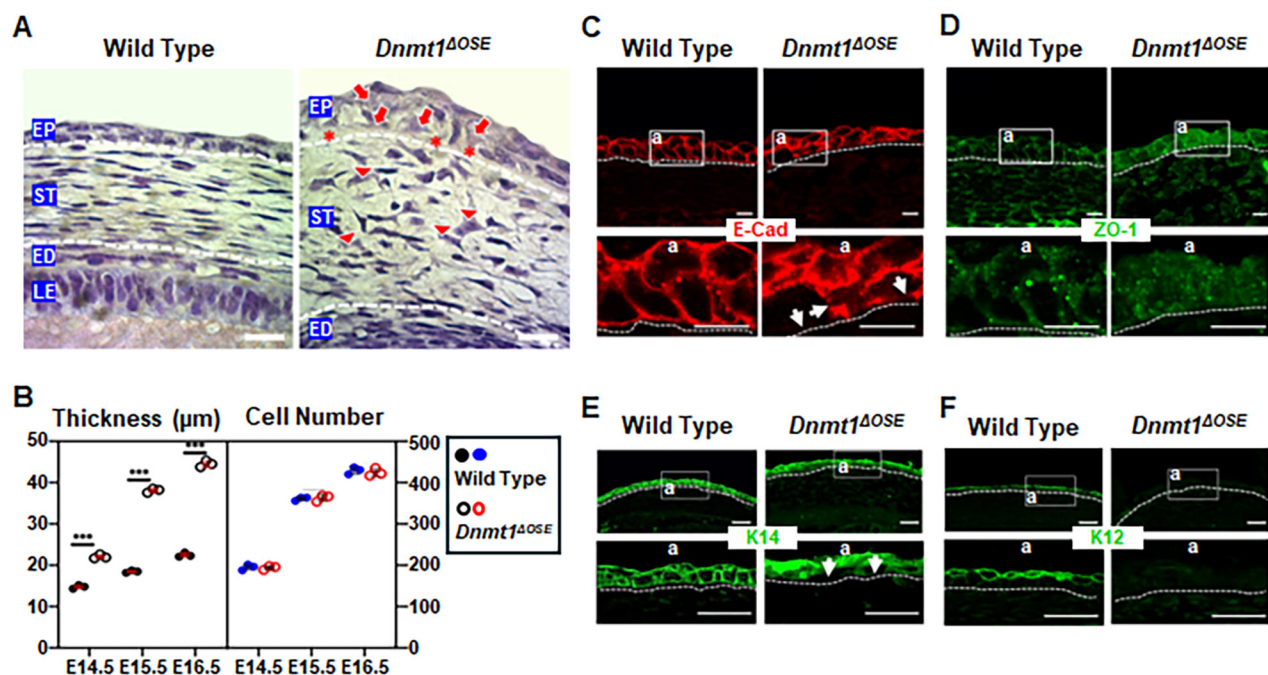 A
Wild Type
Dnmt1ΔOSE
EP
ST
ED
LE
EP
ST
ED
B
Thickness (μm)
Cell Number
50
40
30
20
10
0
500
400
300
200
100
0
E14.5
E15.5
E16.5
E14.5
E15.5
E16.5
Wild Type
Dnmt1ΔOSE
C
Wild Type
Dnmt1ΔOSE
a
a
E-Cad
a
a
D
Wild Type
Dnmt1ΔOSE
a
a
ZO-1
a
a
E
Wild Type
Dnmt1ΔOSE
a
a
K14
a
a
F
Wild Type
Dnmt1ΔOSE
a
a
K12
a
a